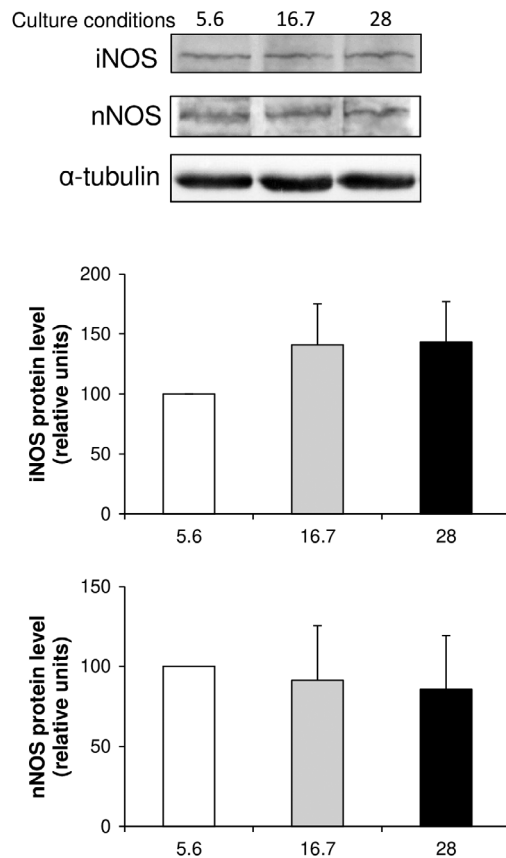 Culture conditions 5.6 16.7 28
iNOS
nNOS
α-tubulin
iNOS protein level
(relative units)
200
150
100
50
0
5.6 16.7 28
nNOS protein level
(relative units)
150
100
50
0
5.6 16.7 28